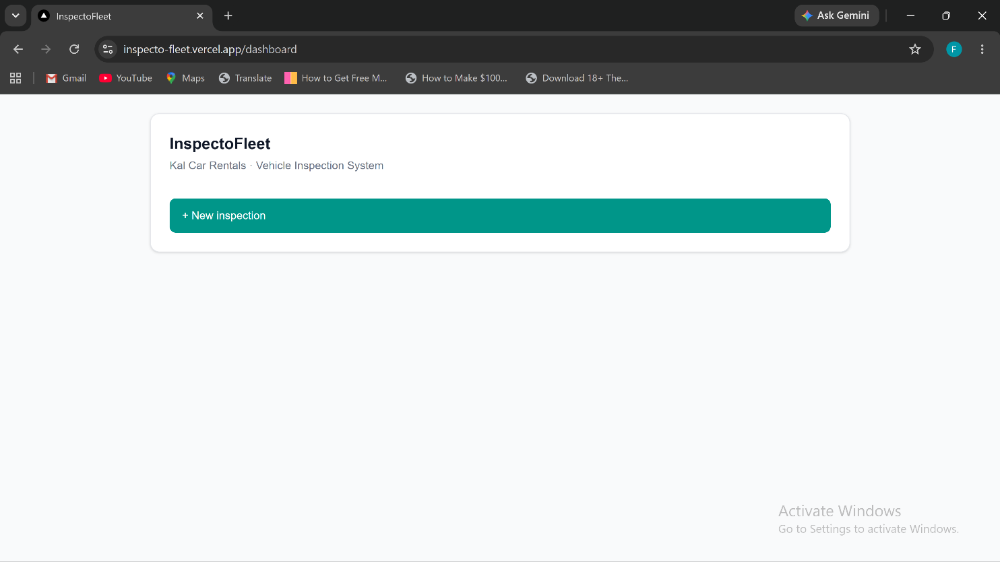 InspectoFleet
Ask Gemini
inspecto-fleet.vercel.app/dashboard
F
Gmail
YouTube
Maps
Translate
How to Get Free M...
How to Make $100...
Download 18+ The...
InspectoFleet
Kal Car Rentals · Vehicle Inspection System
+ New inspection
Activate Windows
Go to Settings to activate Windows.